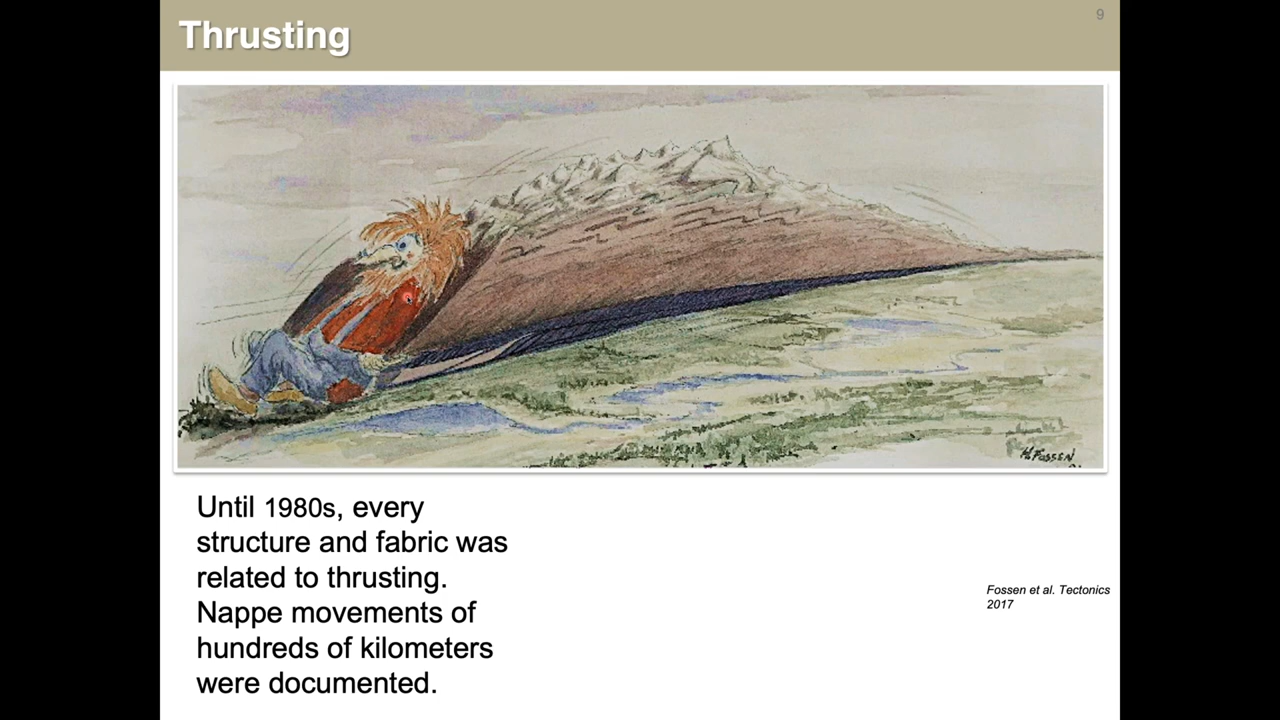 9
Thrusting
H. Fossen
Until 1980s, every
structure and fabric was
related to thrusting.
Nappe movements of
hundreds of kilometers
were documented.
Fossen et al. Tectonics
2017